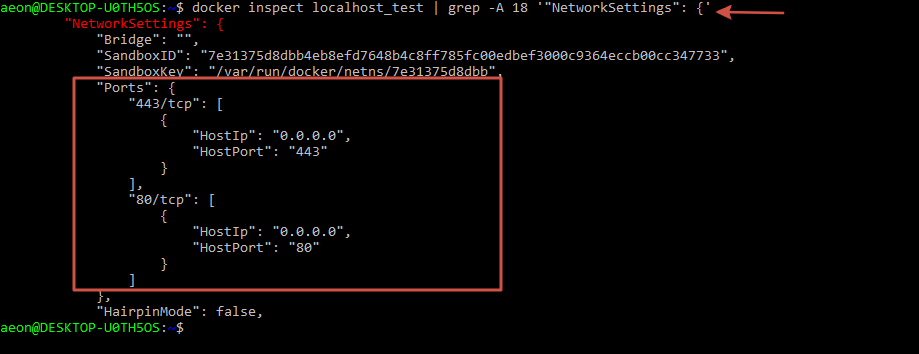 aeon@DESKTOP-U0TH5OS:~$ docker inspect localhost_test | grep -A 18 '"NetworkSettings": {'
"NetworkSettings": {
"Bridge": "",
"SandboxID": "7e31375d8dbb4eb8efd7648b4c8ff785fc00edbef3000c9364eccb00cc347733",
"SandboxKey": "/var/run/docker/netns/7e31375d8dbb",
"Ports": {
"443/tcp": [
{
"HostIp": "0.0.0.0",
"HostPort": "443"
}
],
"80/tcp": [
{
"HostIp": "0.0.0.0",
"HostPort": "80"
}
]
},
"HairpinMode": false,
aeon@DESKTOP-U0TH5OS:~$